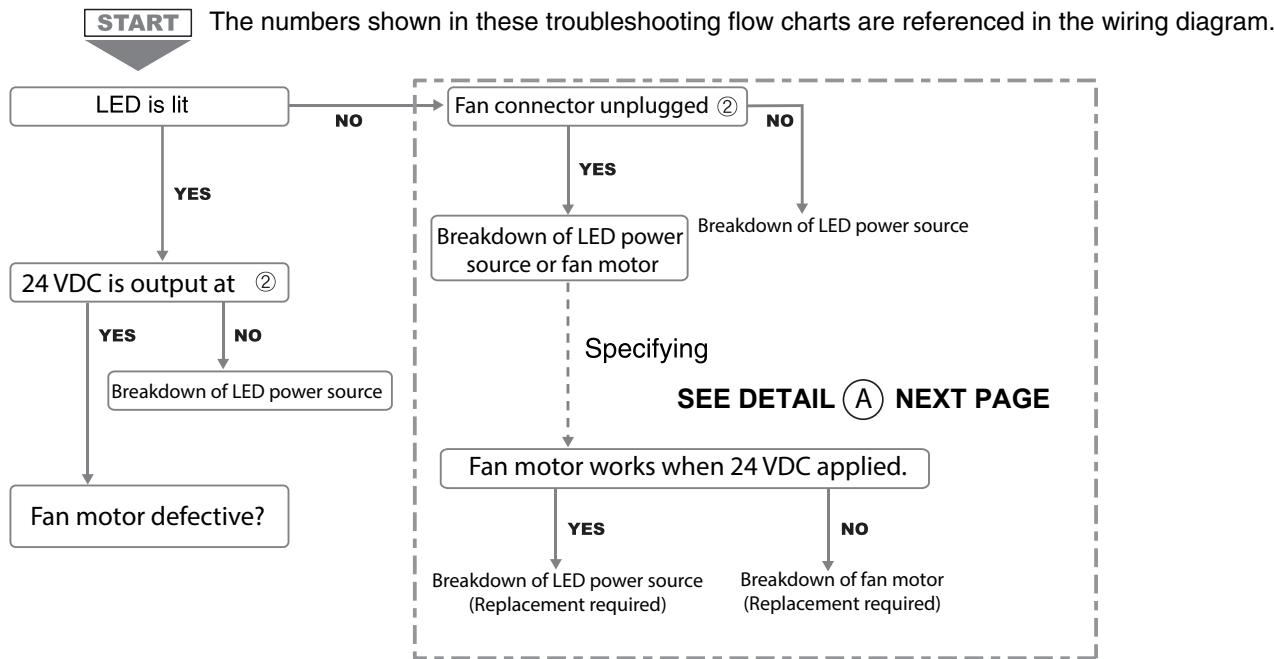 START
The numbers shown in these troubleshooting flow charts are referenced in the wiring diagram.
LED is lit
NO
Fan connector unplugged ②
NO
YES
YES
Breakdown of LED power
source or fan motor
Breakdown of LED power source
24 VDC is output at ②
YES
NO
Breakdown of LED power source
Specifying
SEE DETAIL Ⓐ NEXT PAGE
Fan motor works when 24 VDC applied.
Fan motor defective?
YES
NO
Breakdown of LED power source
(Replacement required)
Breakdown of fan motor
(Replacement required)